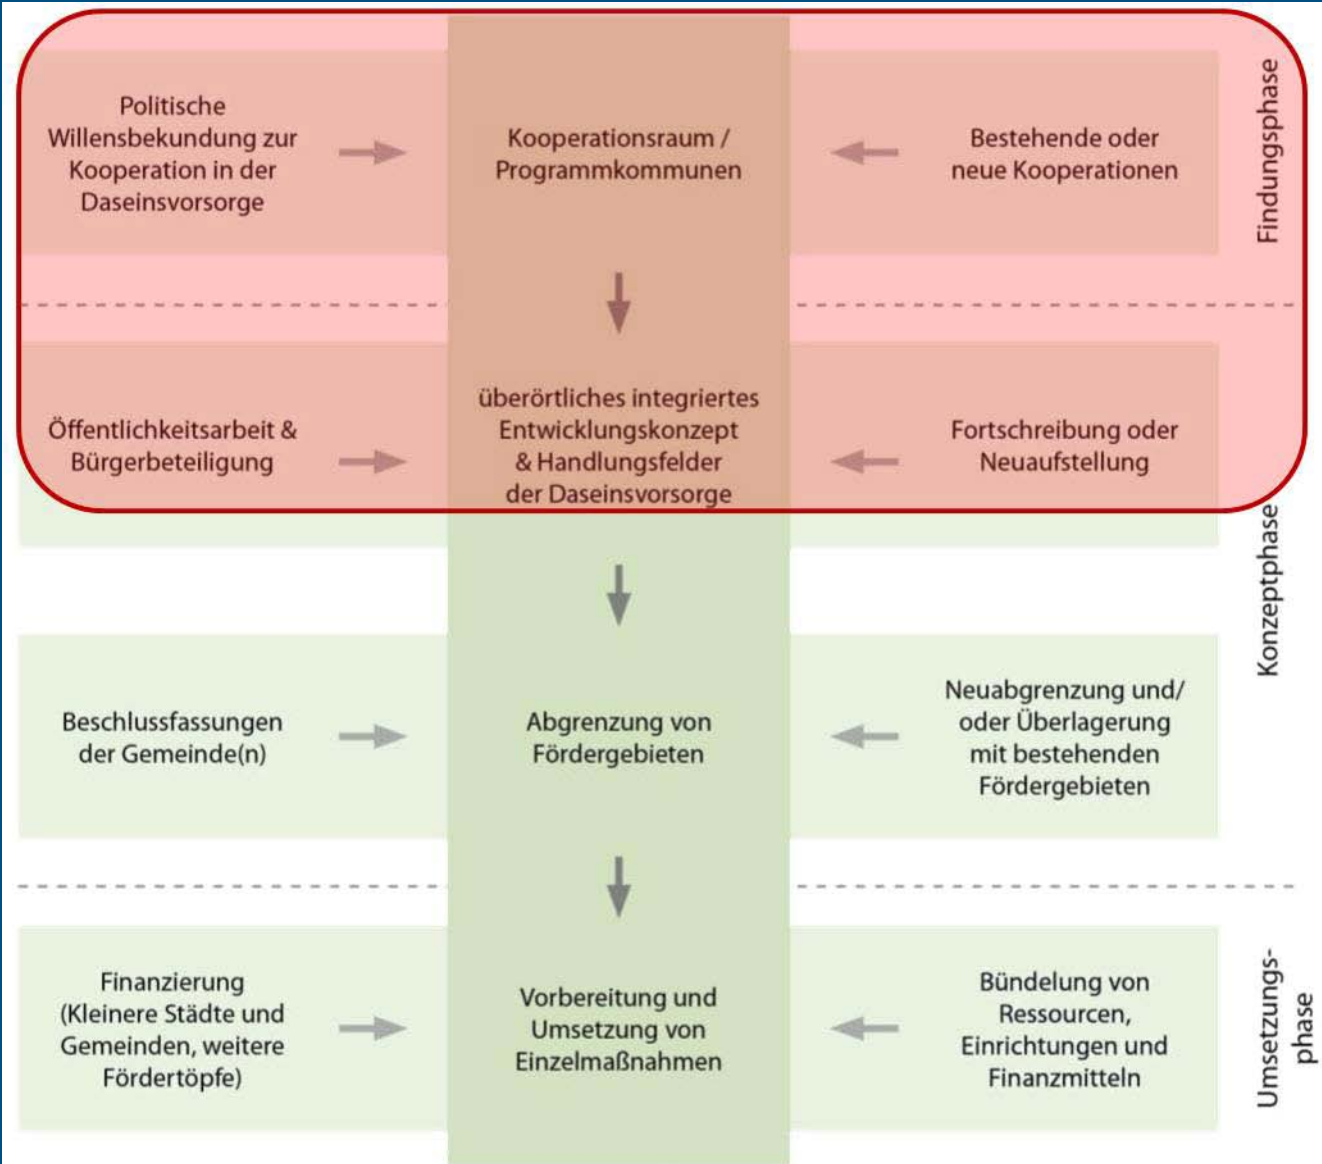 Politische
Willensbekundung zur
Kooperation in der
Daseinsvorsorge
Kooperationsraum /
Programmkommunen
Bestehende oder
neue Kooperationen
Findungsphase
Öffentlichkeitsarbeit &
Bürgerbeteiligung
überörtliches integriertes
Entwicklungskonzept
& Handlungsfelder
der Daseinsvorsorge
Fortschreibung oder
Neuaufstellung
Konzeptphase
Beschlussfassungen
der Gemeinde(n)
Abgrenzung von
Fördergebieten
Neuabgrenzung und/
oder Überlagerung
mit bestehenden
Fördergebieten
Finanzierung
(Kleinere Städte und
Gemeinden, weitere
Fördertöpfe)
Vorbereitung und
Umsetzung von
Einzelmaßnahmen
Bündelung von
Ressourcen,
Einrichtungen und
Finanzmitteln
Umsetzungs-
phase